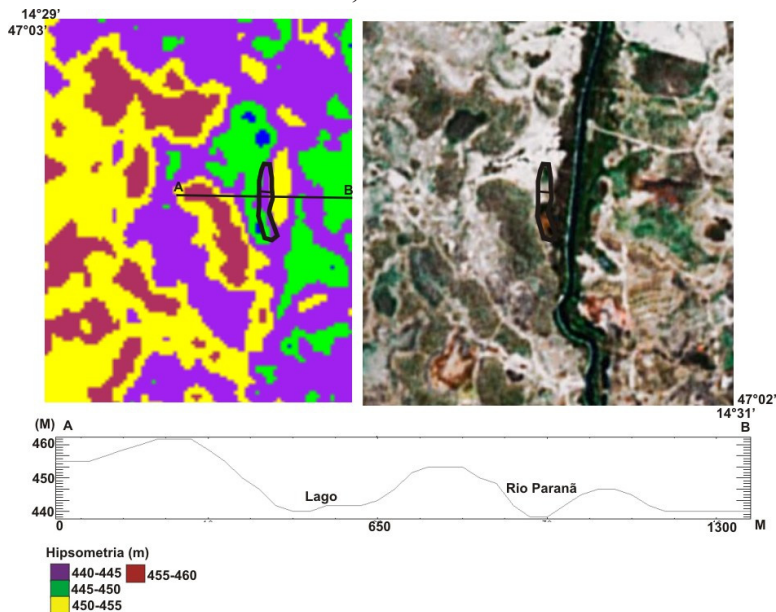 14°29'
47°03'
A
B
47°02'
14°31'
(M) A B
460
450
440
Lago
Rio Paranã
0 650 1300 M
Hipsometria (m)
440-445 455-460
445-450
450-455